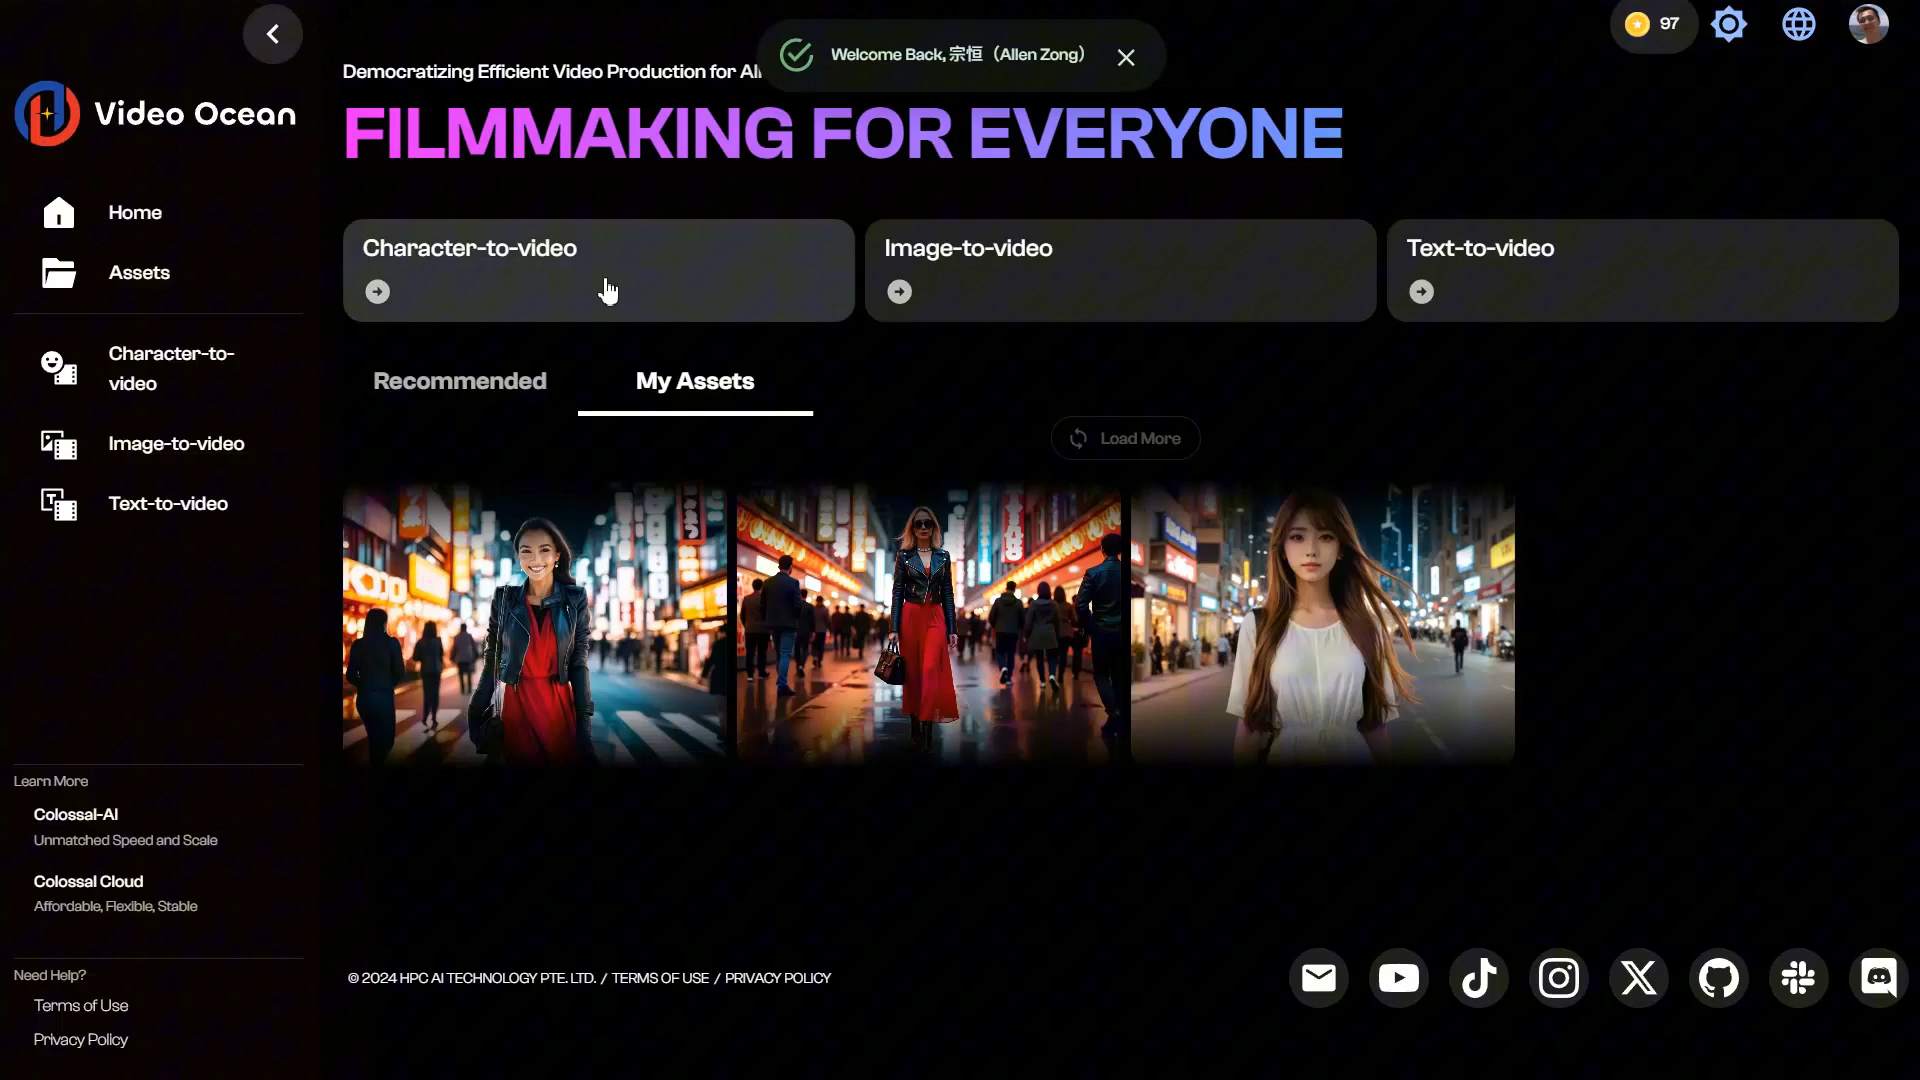 97
Welcome Back, 宗恒（Allen Zong）
Democratizing Efficient Video Production for All
FILMMAKING FOR EVERYONE
Video Ocean
Home
Assets
Character-to-
video
Image-to-video
Text-to-video
Learn More
Colossal-AI
Unmatched Speed and Scale
Colossal Cloud
Affordable, Flexible, Stable
Need Help?
Terms of Use
Privacy Policy
Character-to-video
Image-to-video
Text-to-video
Recommended
My Assets
Load More
© 2024 HPC AI TECHNOLOGY PTE. LTD. / TERMS OF USE / PRIVACY POLICY